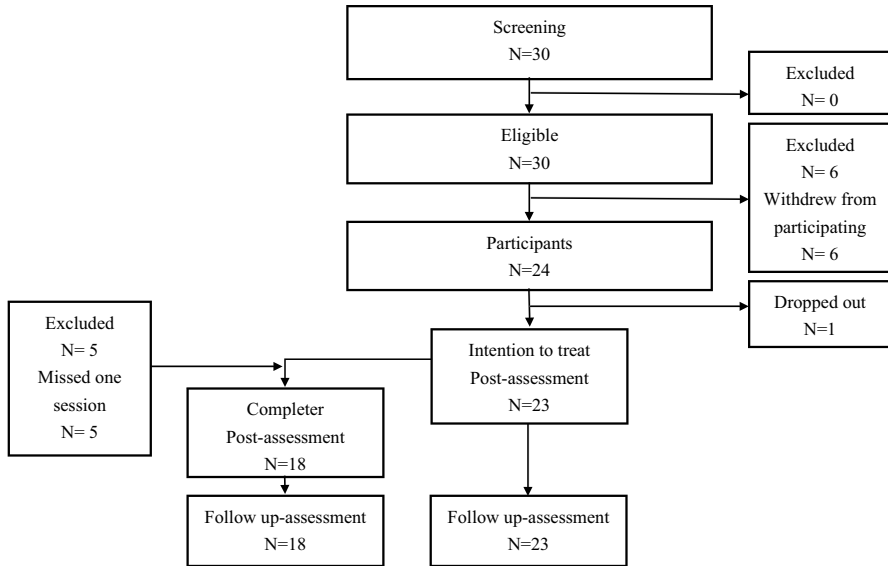 Screening
N=30
Excluded
N= 0
Eligible
N=30
Excluded
N= 6
Withdrew from
participating
N= 6
Participants
N=24
Dropped out
N=1
Excluded
N= 5
Missed one
session
N= 5
Intention to treat
Post-assessment
N=23
Completer
Post-assessment
N=18
Follow up-assessment
N=18
Follow up-assessment
N=23